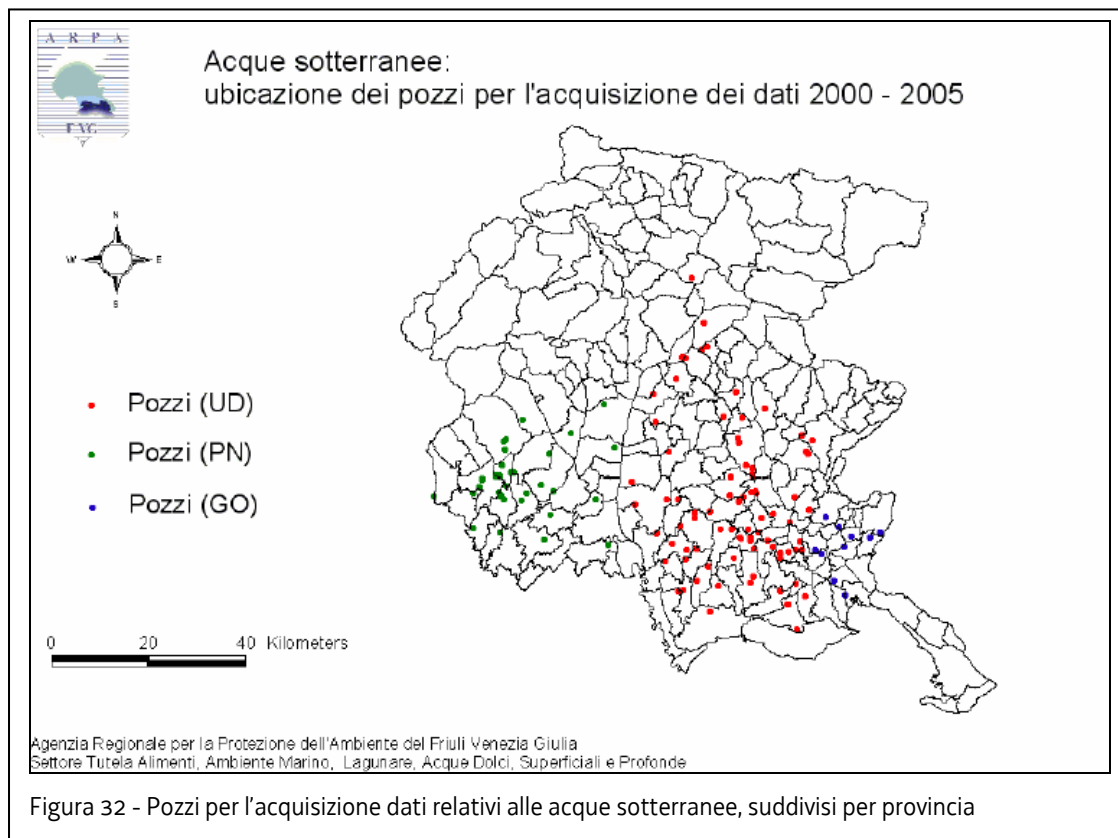 A R P A
F V G
Acque sotterranee:
ubicazione dei pozzi per l'acquisizione dei dati 2000 - 2005
N
W E
S
Pozzi (UD)
Pozzi (PN)
Pozzi (GO)
0 20 40 Kilometers
Agenzia Regionale per la Protezione dell'Ambiente del Friuli Venezia Giulia
Settore Tutela Alimenti, Ambiente Marino, Lagunare, Acque Dolci, Superficiali e Profonde
Figura 32 - Pozzi per l'acquisizione dati relativi alle acque sotterranee, suddivisi per provincia